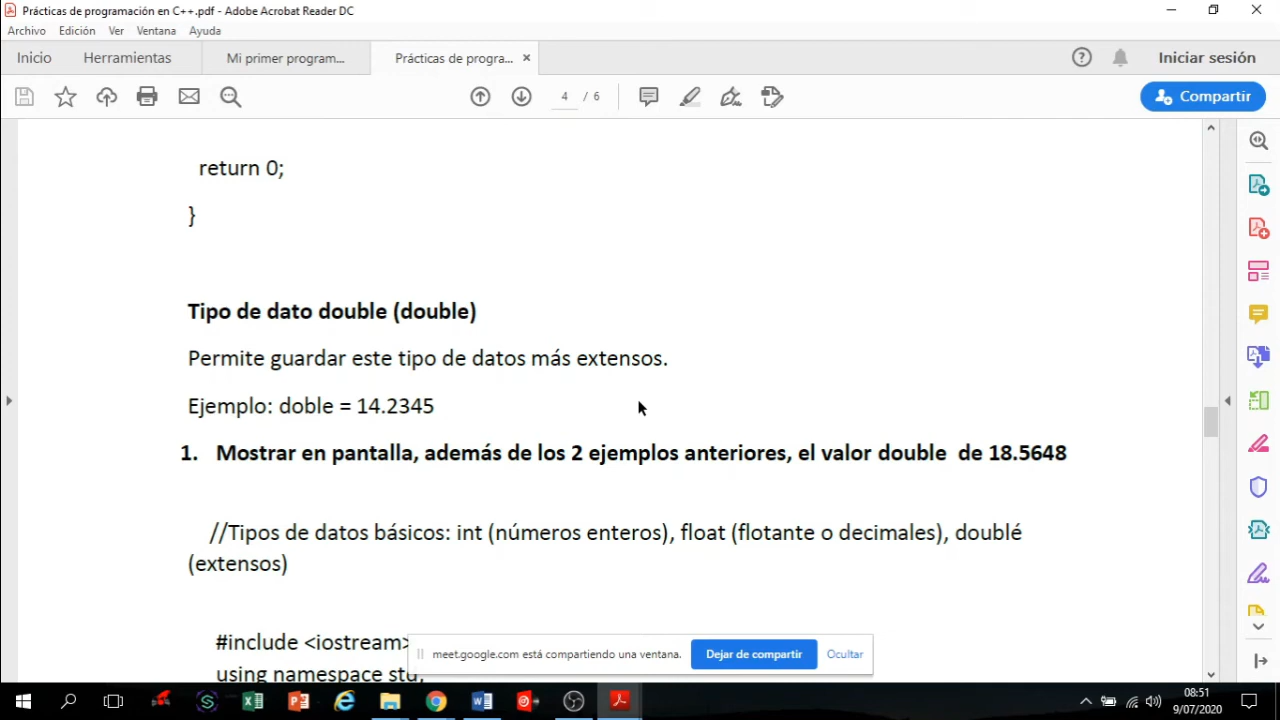 Prácticas de programación en C++.pdf - Adobe Acrobat Reader DC
Archivo Edición Ver Ventana Ayuda
Inicio Herramientas Mi primer program... Prácticas de progra... × Iniciar sesión
4 / 6 Compartir
return 0;
}
Tipo de dato double (double)
Permite guardar este tipo de datos más extensos.
Ejemplo: doble = 14.2345
1. Mostrar en pantalla, además de los 2 ejemplos anteriores, el valor double de 18.5648
//Tipos de datos básicos: int (números enteros), float (flotante o decimales), doublé
(extensos)
#include <iostream>
using namespace std;
meet.google.com está compartiendo una ventana. Dejar de compartir Ocultar
08:51
9/07/2020